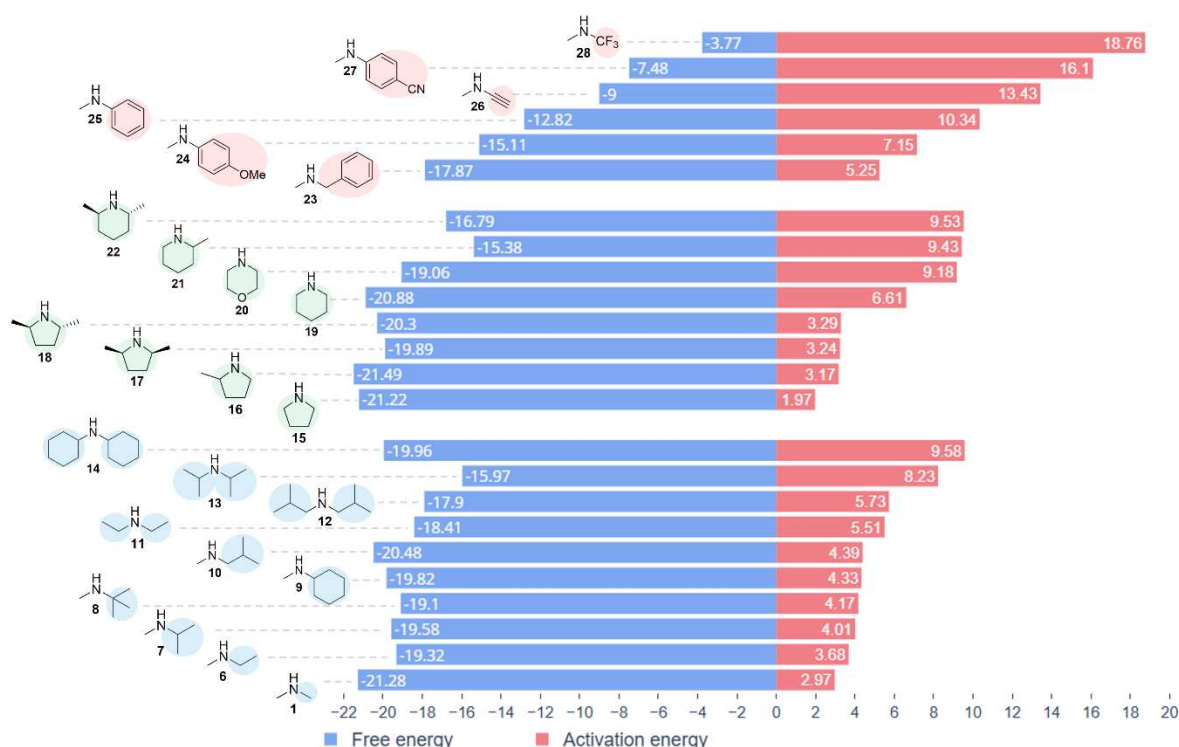 H
N
CF3
28
-3.77
18.76
H
N
CN
27
-7.48
16.1
H
N
26
-9
13.43
H
N
25
-12.82
10.34
H
N
OMe
24
-15.11
7.15
H
N
23
-17.87
5.25
H
N
22
-16.79
9.53
H
N
21
-15.38
9.43
H
N
O
20
-19.06
9.18
H
N
19
-20.88
6.61
H
N
18
-20.3
3.29
H
N
17
-19.89
3.24
H
N
16
-21.49
3.17
H
N
15
-21.22
1.97
H
N
14
-19.96
9.58
H
N
13
-15.97
8.23
H
N
12
-17.9
5.73
H
N
11
-18.41
5.51
H
N
10
-20.48
4.39
H
N
9
-19.82
4.33
H
N
8
-19.1
4.17
H
N
7
-19.58
4.01
H
N
6
-19.32
3.68
H
N
1
-21.28
2.97
−22 −20 −18 −16 −14 −12 −10 −8 −6 −4 −2 0 2 4 6 8 10 12 14 16 18 20
Free energy Activation energy